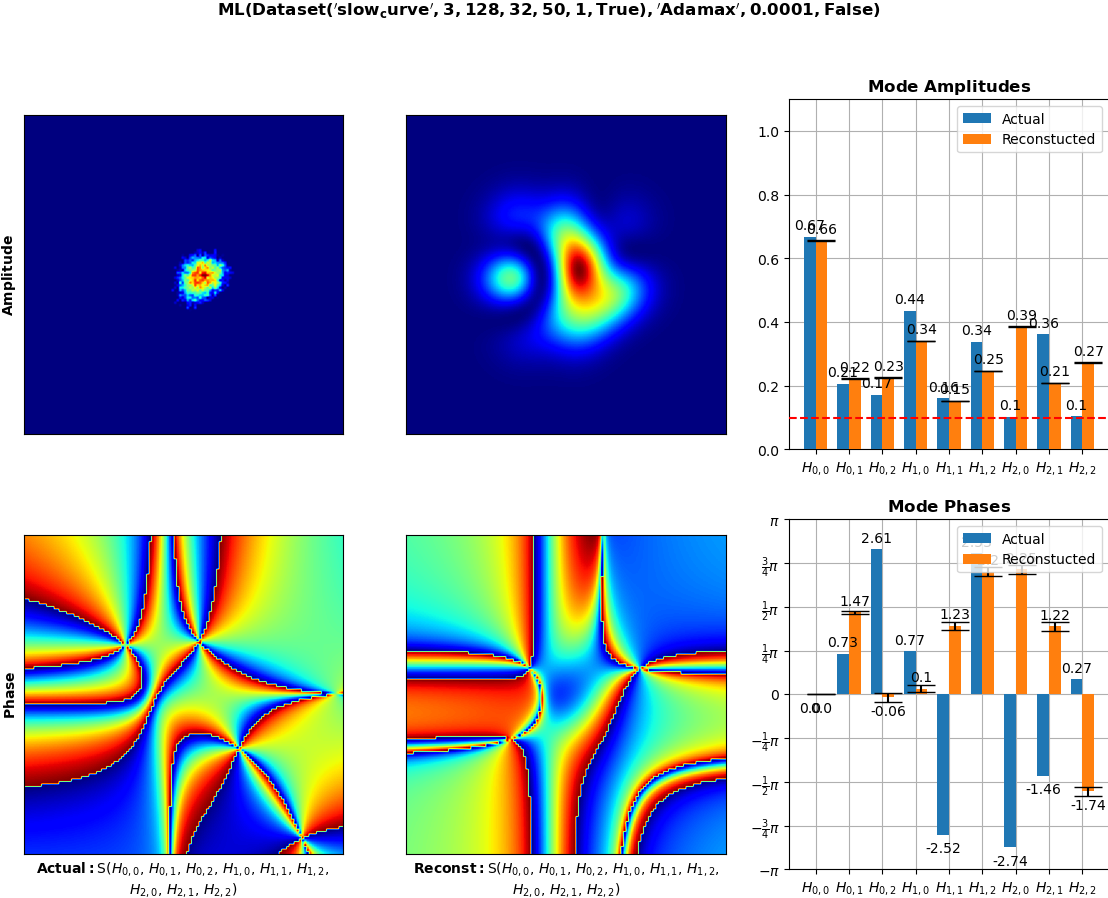 ML(Dataset('slow_curve', 3, 128, 32, 50, 1, True), 'Adamax', 0.0001, False)
Mode Amplitudes
Amplitude
Actual
Reconstucted
1.0
0.8
0.6
0.4
0.2
0.0
0.67
0.66
0.21
0.22
0.17
0.23
0.44
0.34
0.16
0.15
0.34
0.25
0.1
0.39
0.36
0.21
0.1
0.27
H0,0 H0,1 H0,2 H1,0 H1,1 H1,2 H2,0 H2,1 H2,2
Mode Phases
Phase
Actual
Reconstucted
π
3/4π
1/2π
1/4π
0
−1/4π
−1/2π
−3/4π
−π
0.0
0.0
0.73
1.47
2.61
-0.06
0.77
0.1
-2.52
1.23
-2.74
-1.46
1.22
0.27
-1.74
H0,0 H0,1 H0,2 H1,0 H1,1 H1,2 H2,0 H2,1 H2,2
Actual: S(H0,0, H0,1, H0,2, H1,0, H1,1, H1,2,
H2,0, H2,1, H2,2)
Reconst: S(H0,0, H0,1, H0,2, H1,0, H1,1, H1,2,
H2,0, H2,1, H2,2)